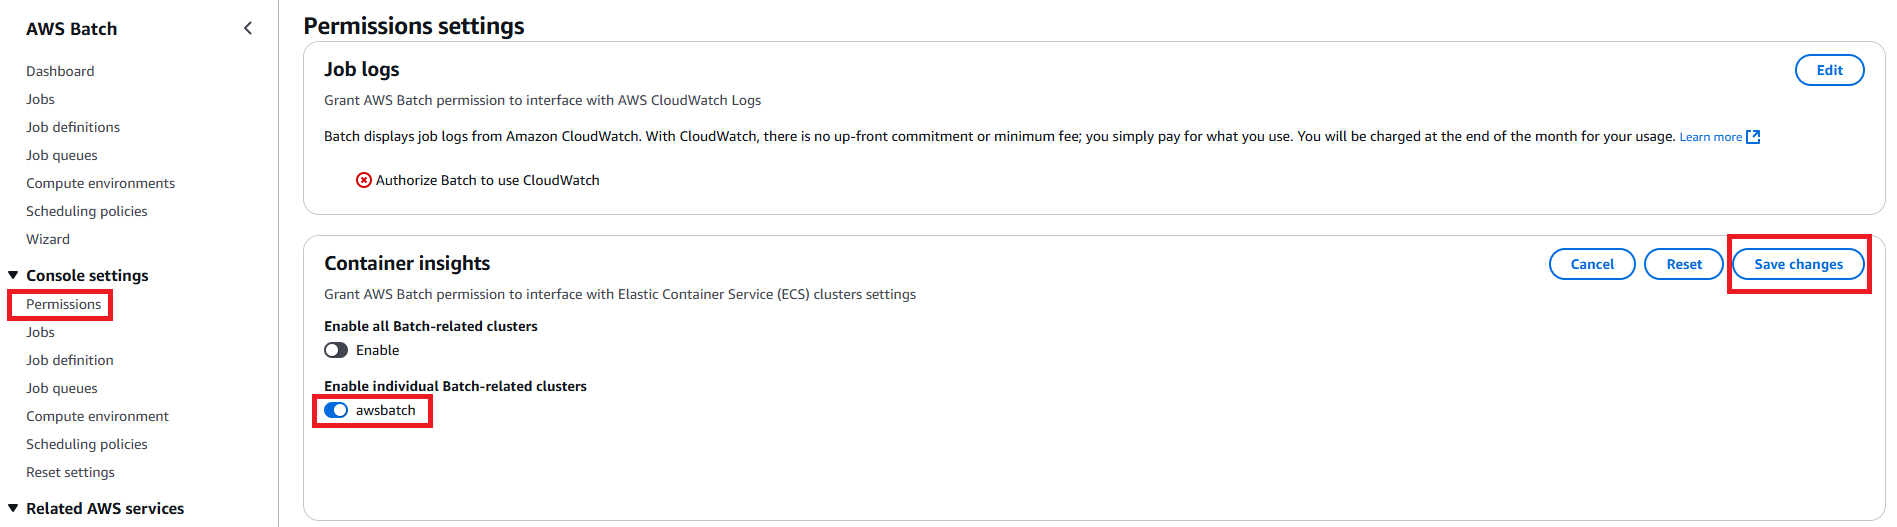 AWS Batch
Dashboard
Jobs
Job definitions
Job queues
Compute environments
Scheduling policies
Wizard
Console settings
Permissions
Jobs
Job definition
Job queues
Compute environment
Scheduling policies
Reset settings
Related AWS services
Permissions settings
Job logs
Edit
Grant AWS Batch permission to interface with AWS CloudWatch Logs
Batch displays job logs from Amazon CloudWatch. With CloudWatch, there is no up-front commitment or minimum fee; you simply pay for what you use. You will be charged at the end of the month for your usage. Learn more
Authorize Batch to use CloudWatch
Container insights
Cancel
Reset
Save changes
Grant AWS Batch permission to interface with Elastic Container Service (ECS) clusters settings
Enable all Batch-related clusters
Enable
Enable individual Batch-related clusters
awsbatch